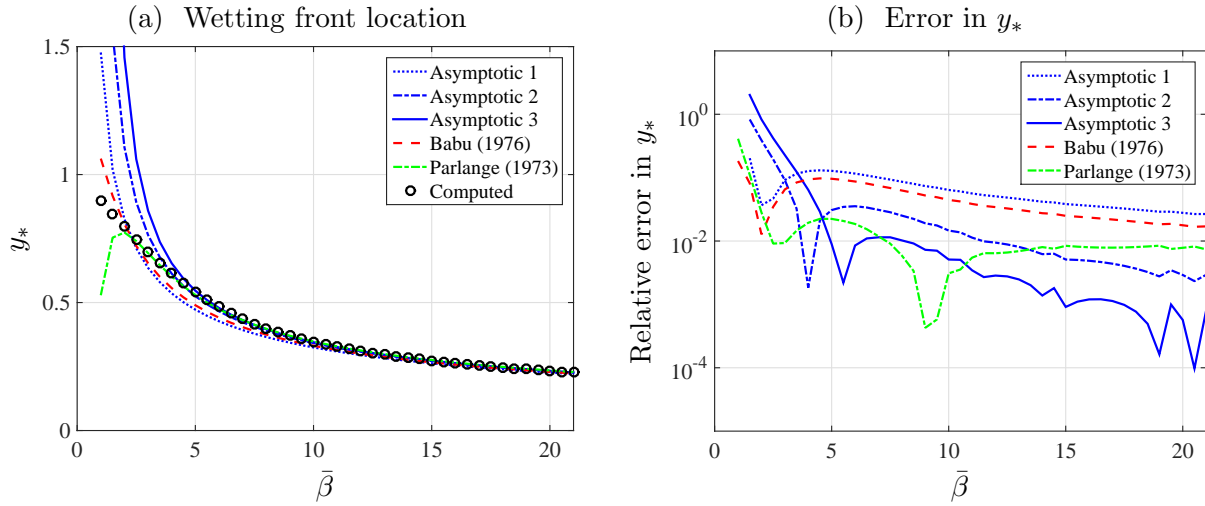 (a) Wetting front location
1.5
1
0.5
0
y*
0
5
10
15
20
β̄
Asymptotic 1
Asymptotic 2
Asymptotic 3
Babu (1976)
Parlange (1973)
Computed
(b) Error in y*
10^0
10^-2
10^-4
Relative error in y*
0
5
10
15
20
β̄
Asymptotic 1
Asymptotic 2
Asymptotic 3
Babu (1976)
Parlange (1973)